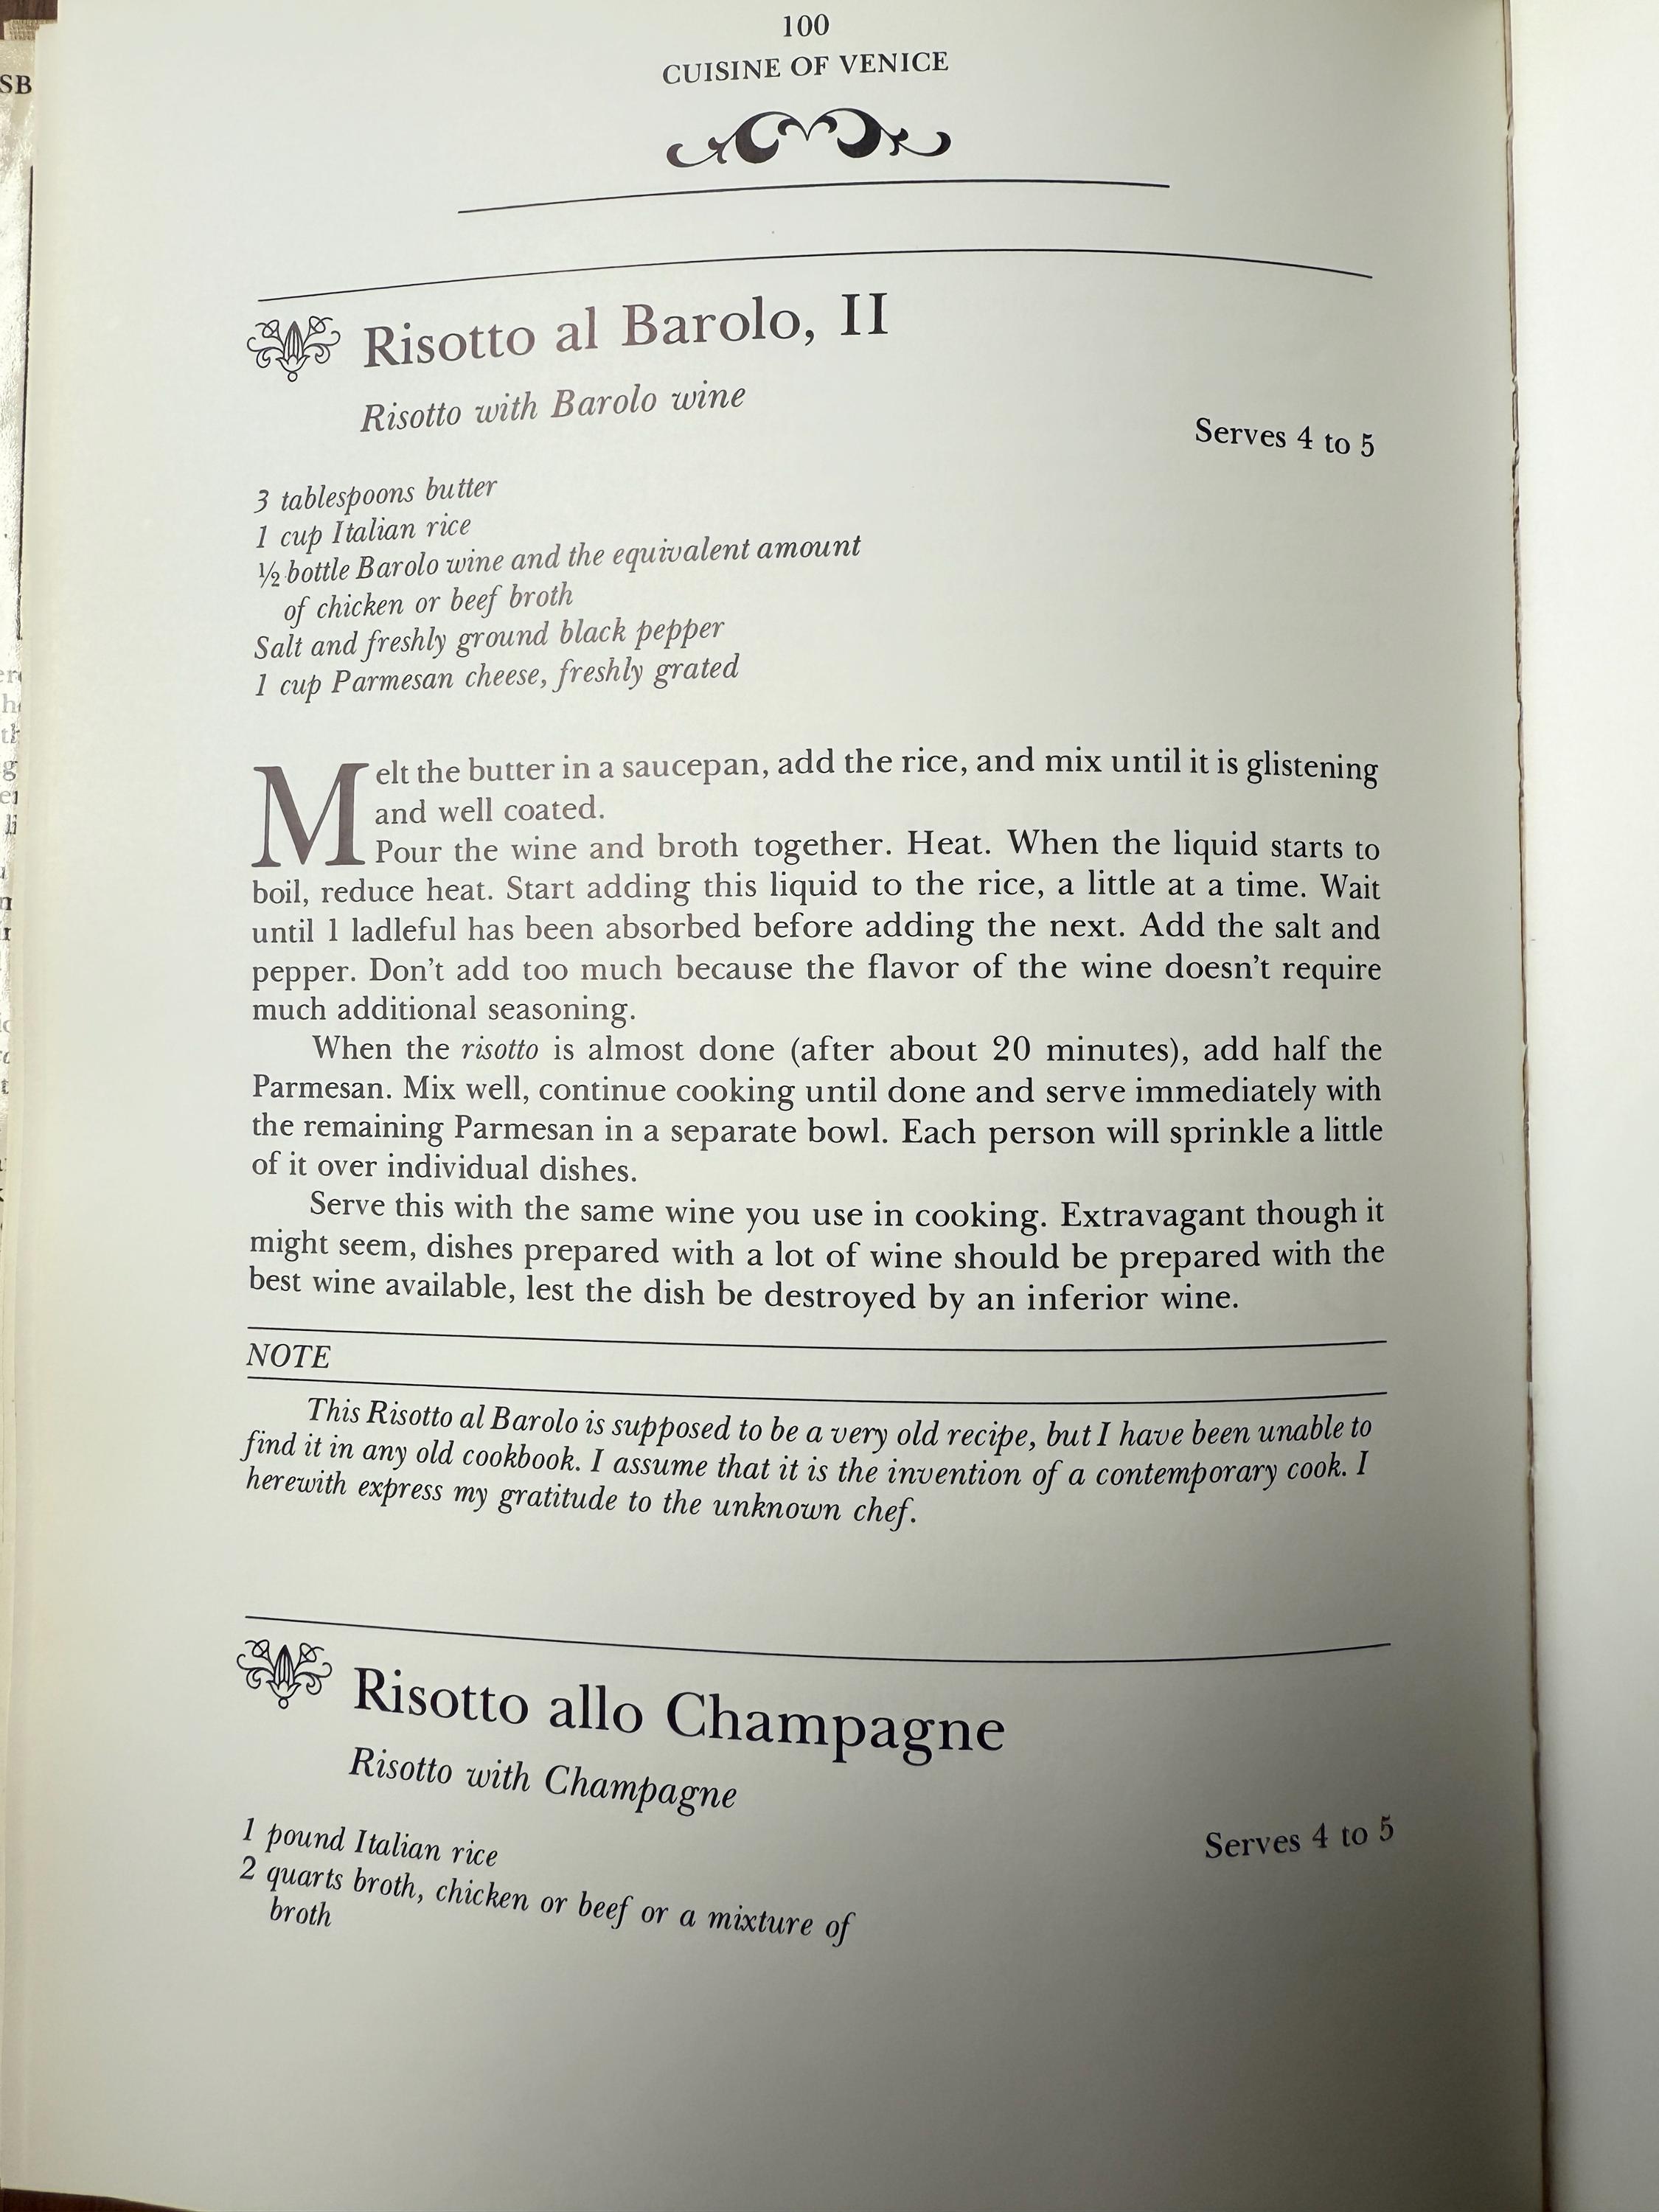 100
CUISINE OF VENICE
Risotto al Barolo, II
Risotto with Barolo wine
Serves 4 to 5
3 tablespoons butter
1 cup Italian rice
½ bottle Barolo wine and the equivalent amount
of chicken or beef broth
Salt and freshly ground black pepper
1 cup Parmesan cheese, freshly grated
Melt the butter in a saucepan, add the rice, and mix until it is glistening
and well coated.
Pour the wine and broth together. Heat. When the liquid starts to
boil, reduce heat. Start adding this liquid to the rice, a little at a time. Wait
until 1 ladleful has been absorbed before adding the next. Add the salt and
pepper. Don't add too much because the flavor of the wine doesn't require
much additional seasoning.
When the risotto is almost done (after about 20 minutes), add half the
Parmesan. Mix well, continue cooking until done and serve immediately with
the remaining Parmesan in a separate bowl. Each person will sprinkle a little
of it over individual dishes.
Serve this with the same wine you use in cooking. Extravagant though it
might seem, dishes prepared with a lot of wine should be prepared with the
best wine available, lest the dish be destroyed by an inferior wine.
NOTE
This Risotto al Barolo is supposed to be a very old recipe, but I have been unable to
find it in any old cookbook. I assume that it is the invention of a contemporary cook. I
herewith express my gratitude to the unknown chef.
Risotto allo Champagne
Risotto with Champagne
Serves 4 to 5
1 pound Italian rice
2 quarts broth, chicken or beef or a mixture of
broth